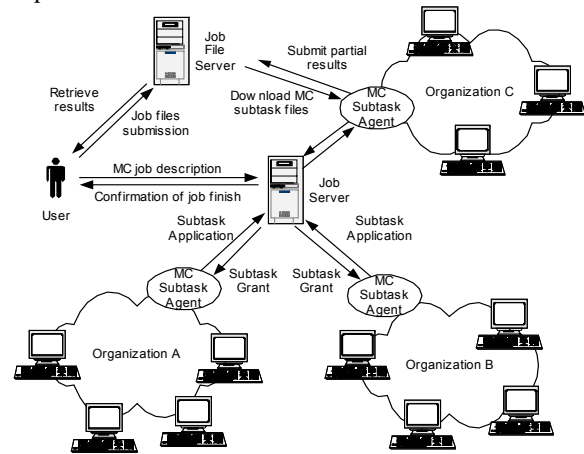 Job
File
Server
Submit partial
results
Retrieve
results
Job files
submission
Download MC
subtask files
MC
Subtask
Agent
Organization C
MC job description
Confirmation of job finish
User
Job
Server
Subtask
Application
Subtask
Grant
Subtask
Application
Subtask
Grant
MC
Subtask
Agent
MC
Subtask
Agent
Organization A
Organization B